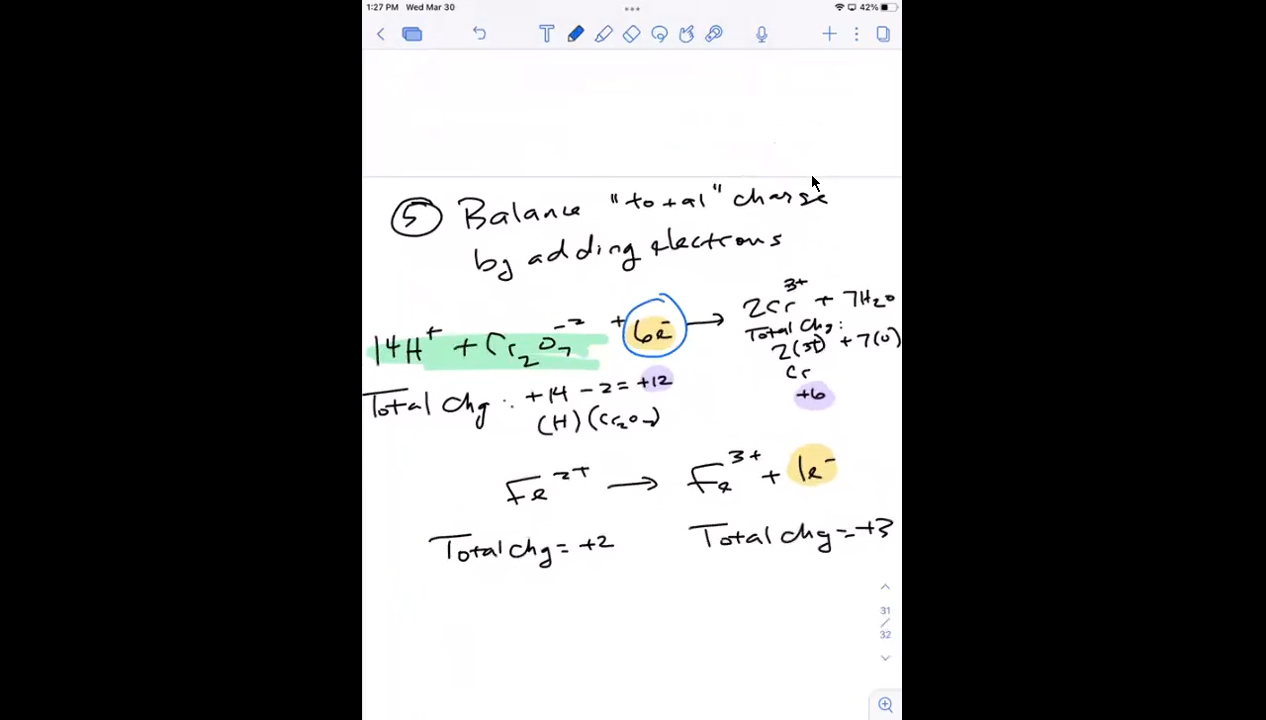 1:27 PM Wed Mar 30
42%
⑤ Balance "total" charge
by adding electrons
14H⁺ + Cr₂O₇⁻² + 6e⁻ → 2Cr³⁺ + 7H₂O
Total Chg:
2(3+) + 7(0)
Cr
+6
Total Chg: +14 - 2 = +12
(H) (Cr₂O₇)
Fe²⁺ → Fe³⁺ + 1e⁻
Total chg = +2
Total chg = +3
31
/
32